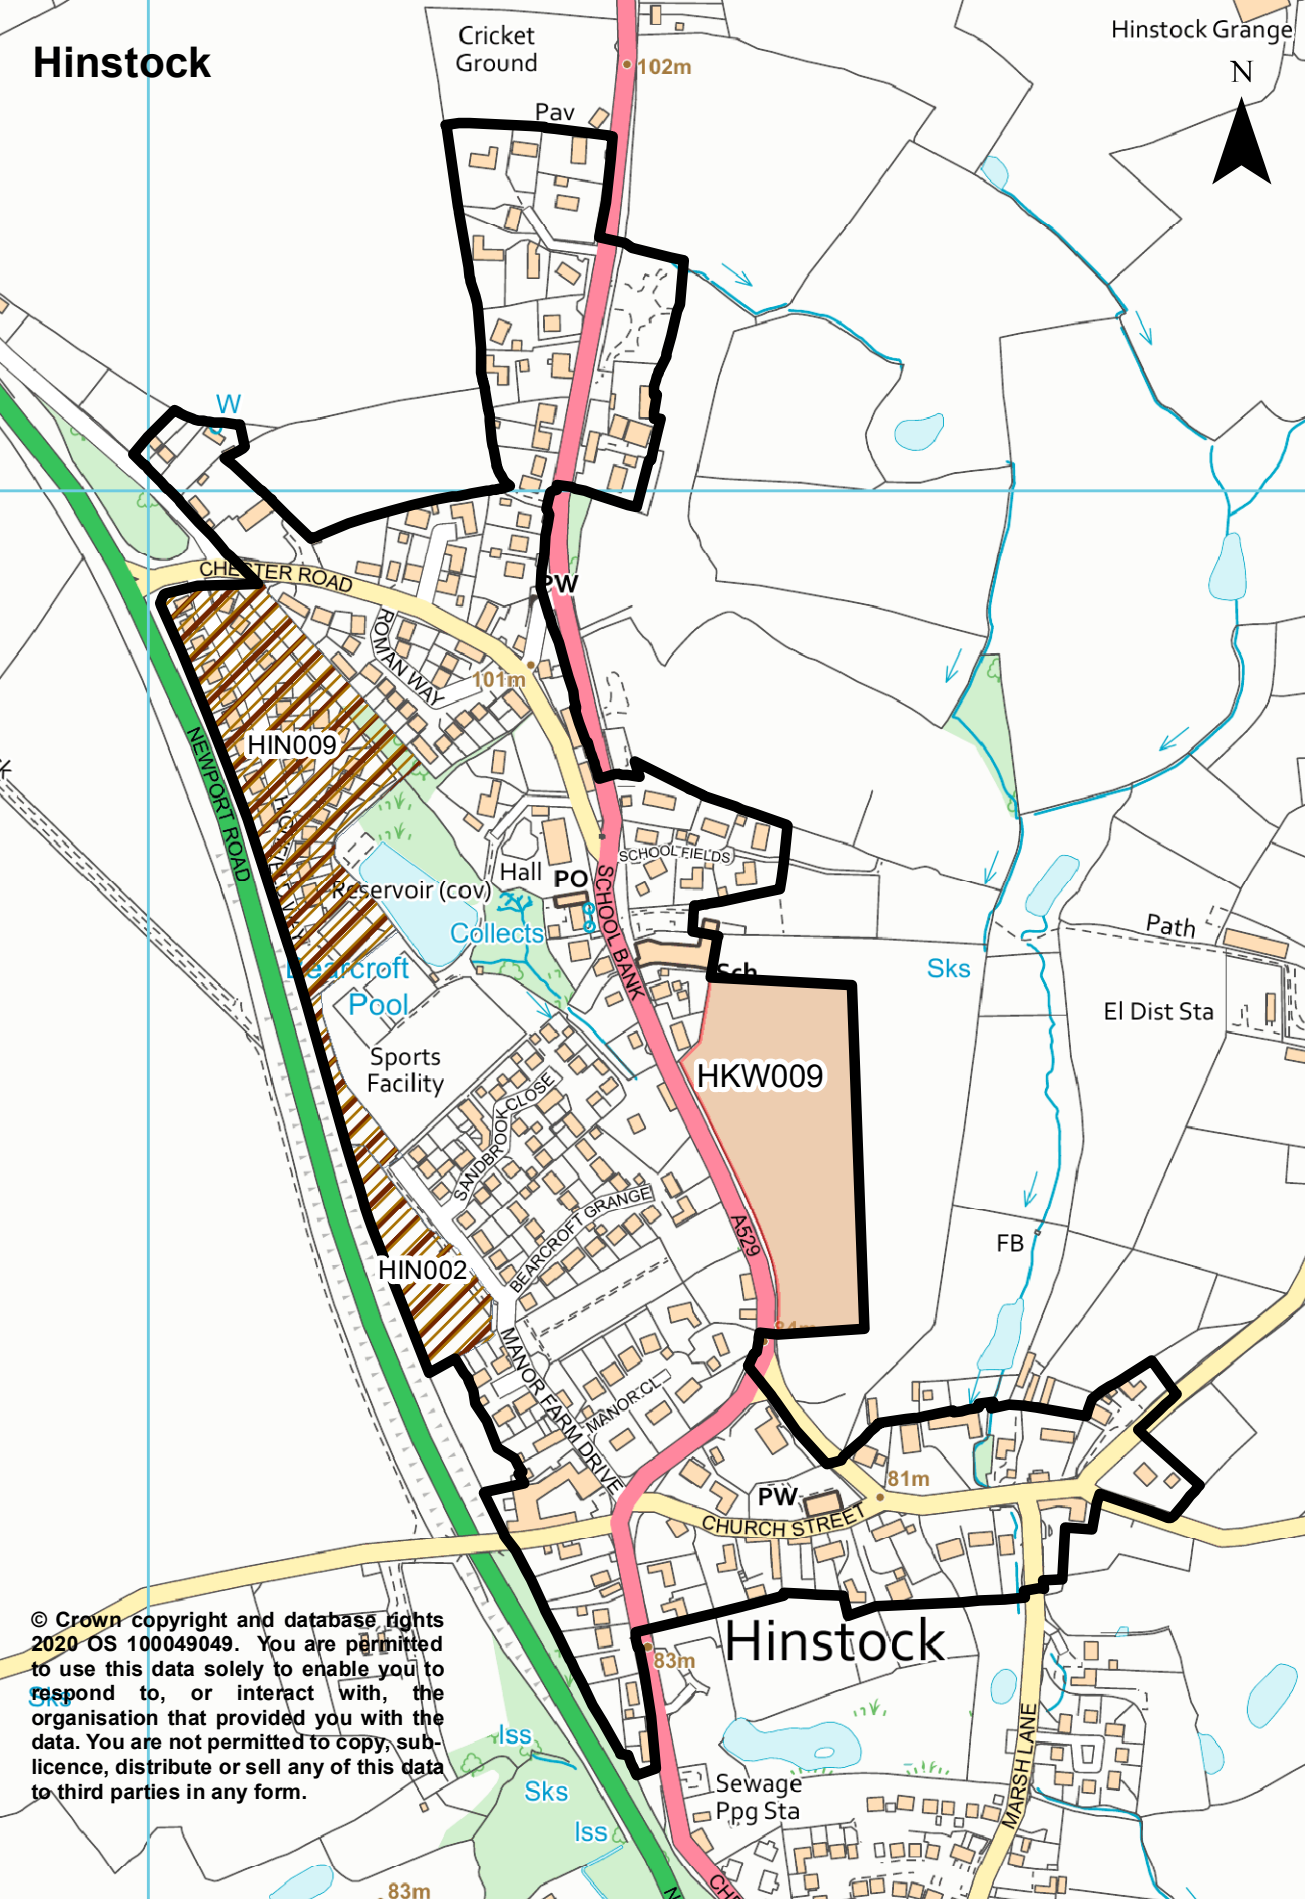 Hinstock
Cricket
Ground
Hinstock Grange
N
102m
Pav
W
CHESTER ROAD
PW
ROMAN WAY
101m
HIN009
NEWPORT ROAD
SCHOOL FIELDS
Hall
PO
Reservoir (cov)
SCHOOL BANK
Collects
Bearcroft
Pool
Sch
Sks
Path
El Dist Sta
Sports
Facility
HKW009
SANDBROOK CLOSE
BEARCROFT GRANGE
A529
FB
HIN002
84m
MANOR FARM DRIVE
MANOR CL
81m
PW
CHURCH STREET
© Crown copyright and database rights
2020 OS 100049049. You are permitted
to use this data solely to enable you to
respond to, or interact with, the
organisation that provided you with the
data. You are not permitted to copy, sub-
licence, distribute or sell any of this data
to third parties in any form.
Sks
Hinstock
83m
MARSH LANE
Iss
Sks
Iss
Sewage
Ppg Sta
83m